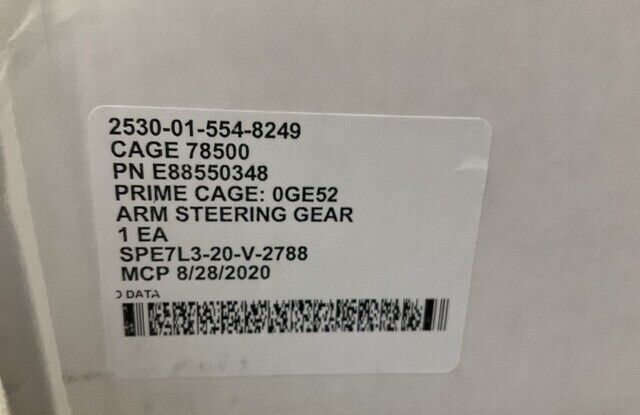 2530-01-554-8249
CAGE 78500
PN E88550348
PRIME CAGE: 0GE52
ARM STEERING GEAR
1 EA
SPE7L3-20-V-2788
MCP 8/28/2020
DATA